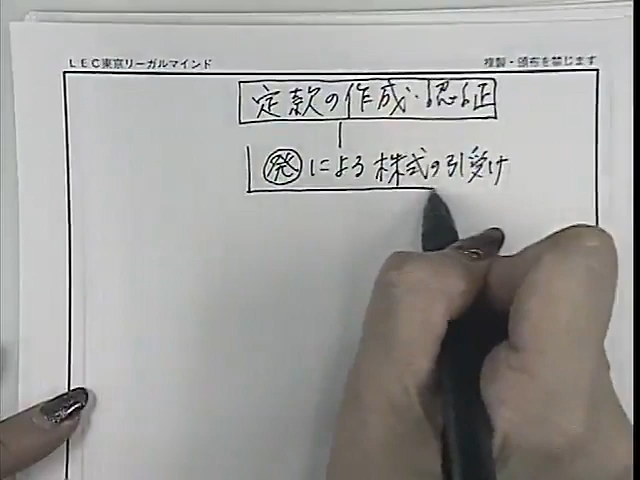 LEC東京リーガルマインド
複製・頒布を禁じます
定款の作成・認証
発による株式の引受け